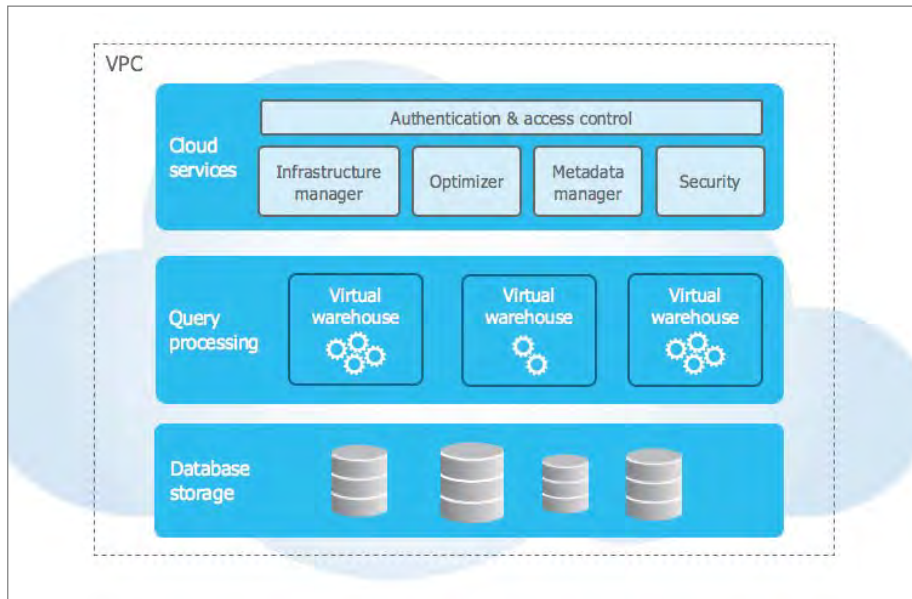 VPC
Authentication & access control
Cloud
services
Infrastructure
manager
Optimizer
Metadata
manager
Security
Query
processing
Virtual
warehouse
Virtual
warehouse
Virtual
warehouse
Database
storage